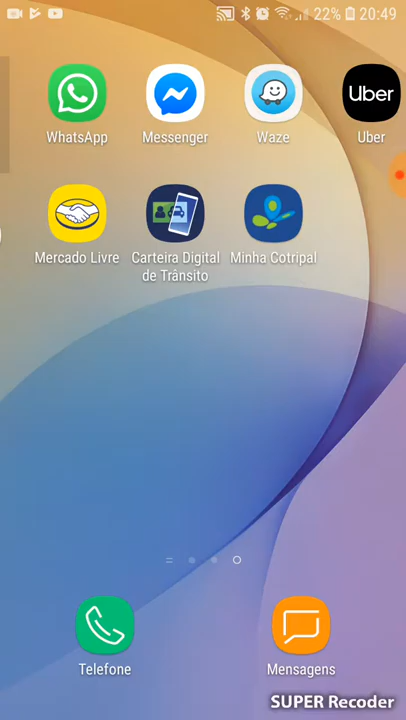 22% 20:49
Uber
WhatsApp Messenger Waze Uber
Mercado Livre Carteira Digital de Trânsito Minha Cotripal
Telefone Mensagens
SUPER Recoder